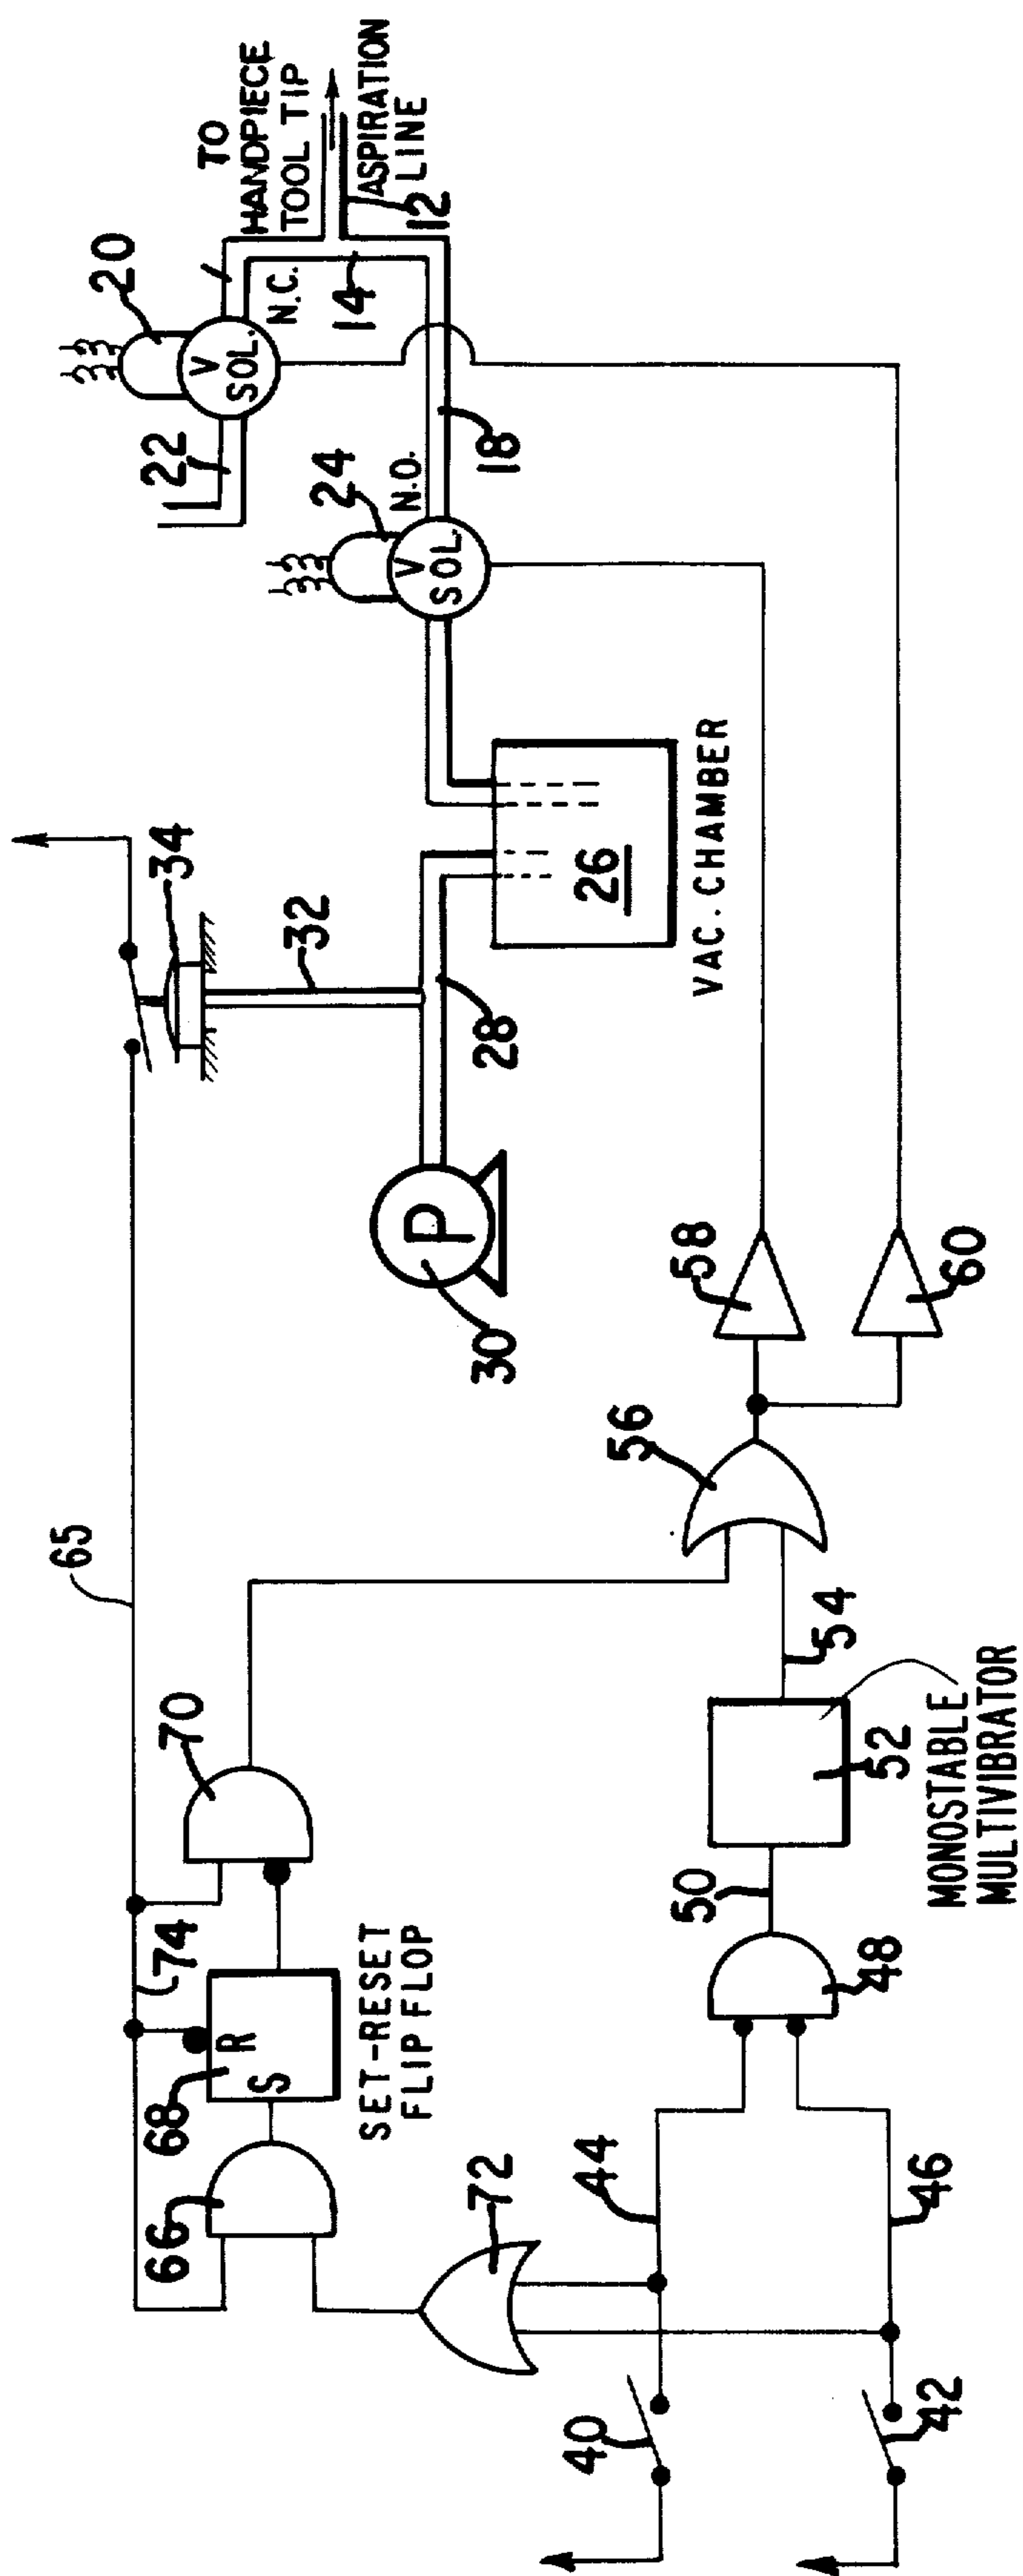 TO
HANDPIECE
TOOL TIP
ASPIRATION
LINE
12
20
V
SOL.
N.C.
14
22
18
24
N.O.
V
SOL.
34
32
26
VAC. CHAMBER
28
P
30
58
60
56
65
54
70
52
MONOSTABLE
MULTIVIBRATOR
50
48
74
R
S
68
SET-RESET
FLIP FLOP
66
72
44
46
40
42